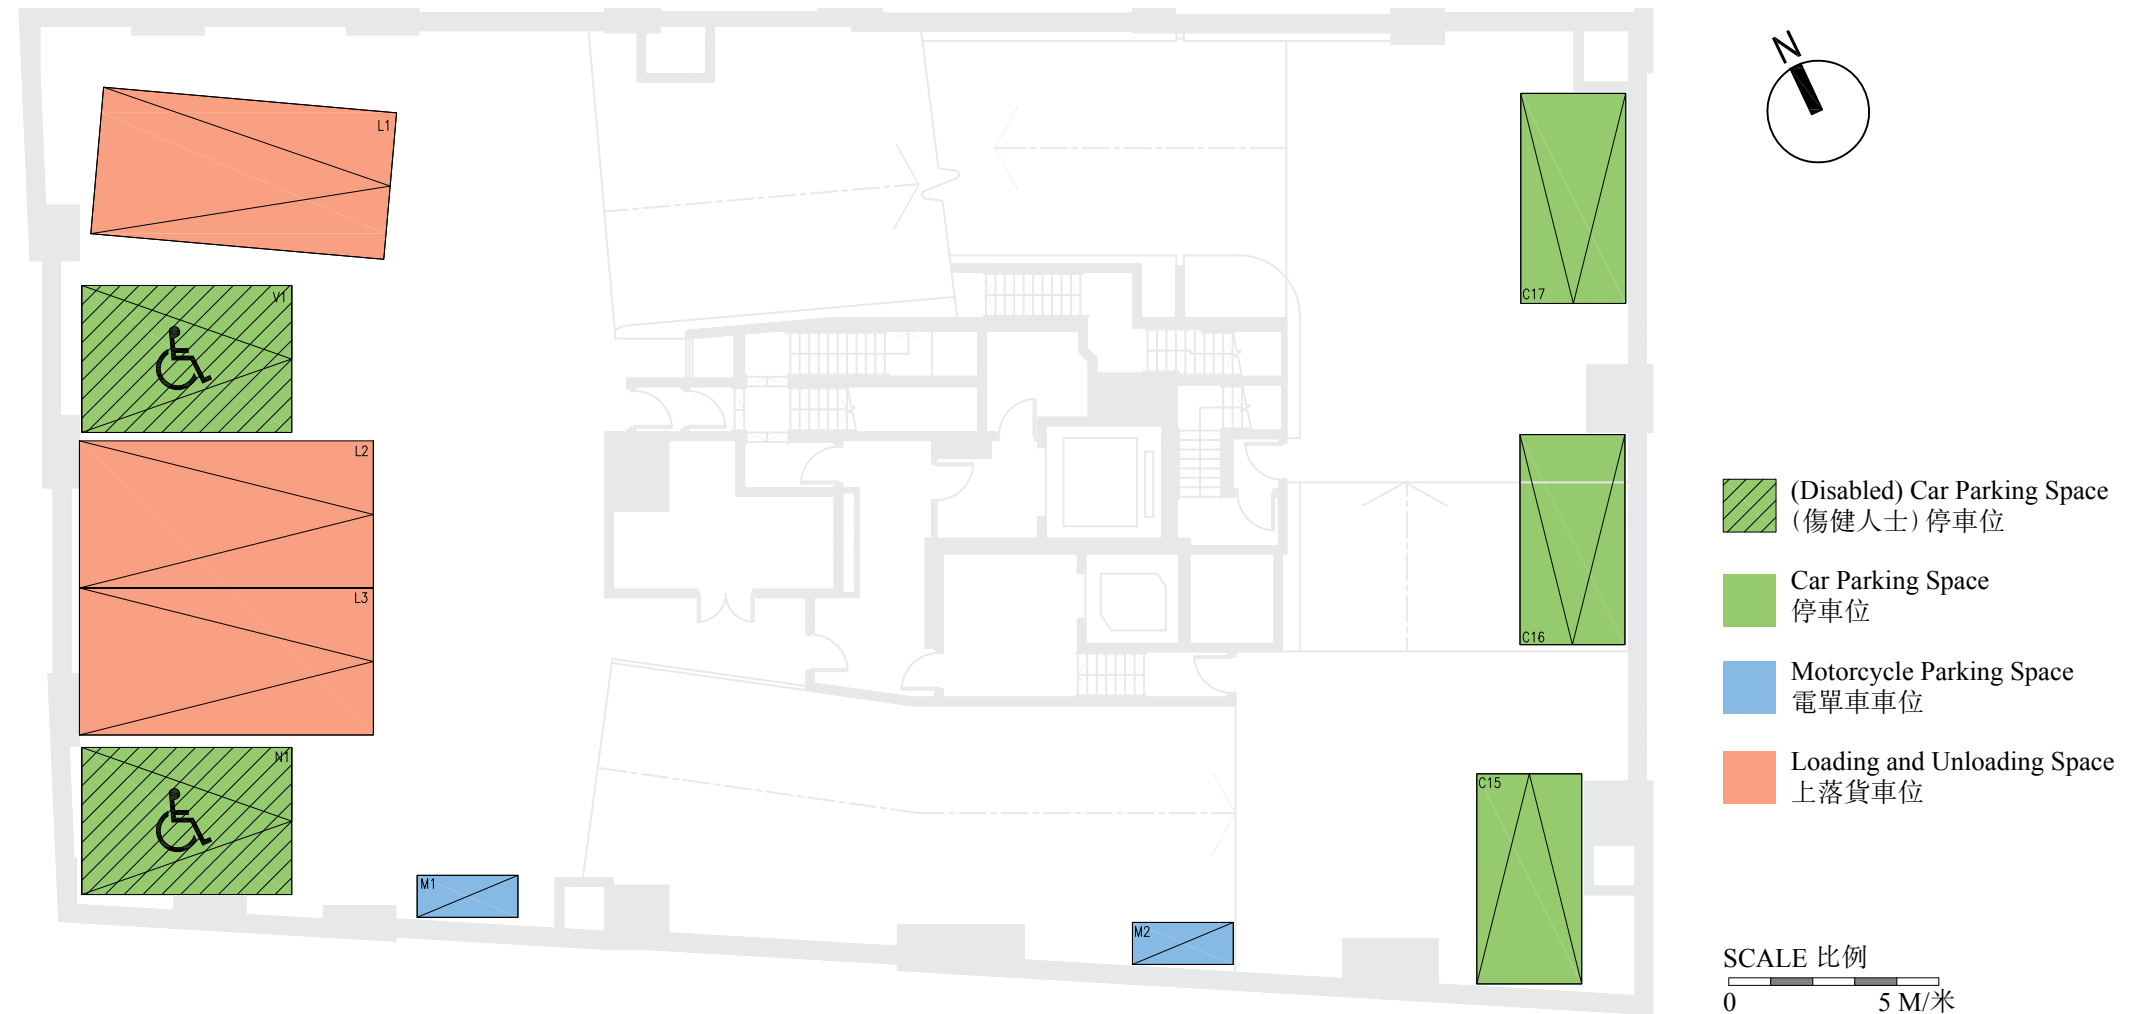 N
L1
C17
V1
L2
C16
L3
N1
C15
M1
M2
(Disabled) Car Parking Space
(傷健人士) 停車位
Car Parking Space
停車位
Motorcycle Parking Space
電單車車位
Loading and Unloading Space
上落貨車位
SCALE 比例
0 5 M/米